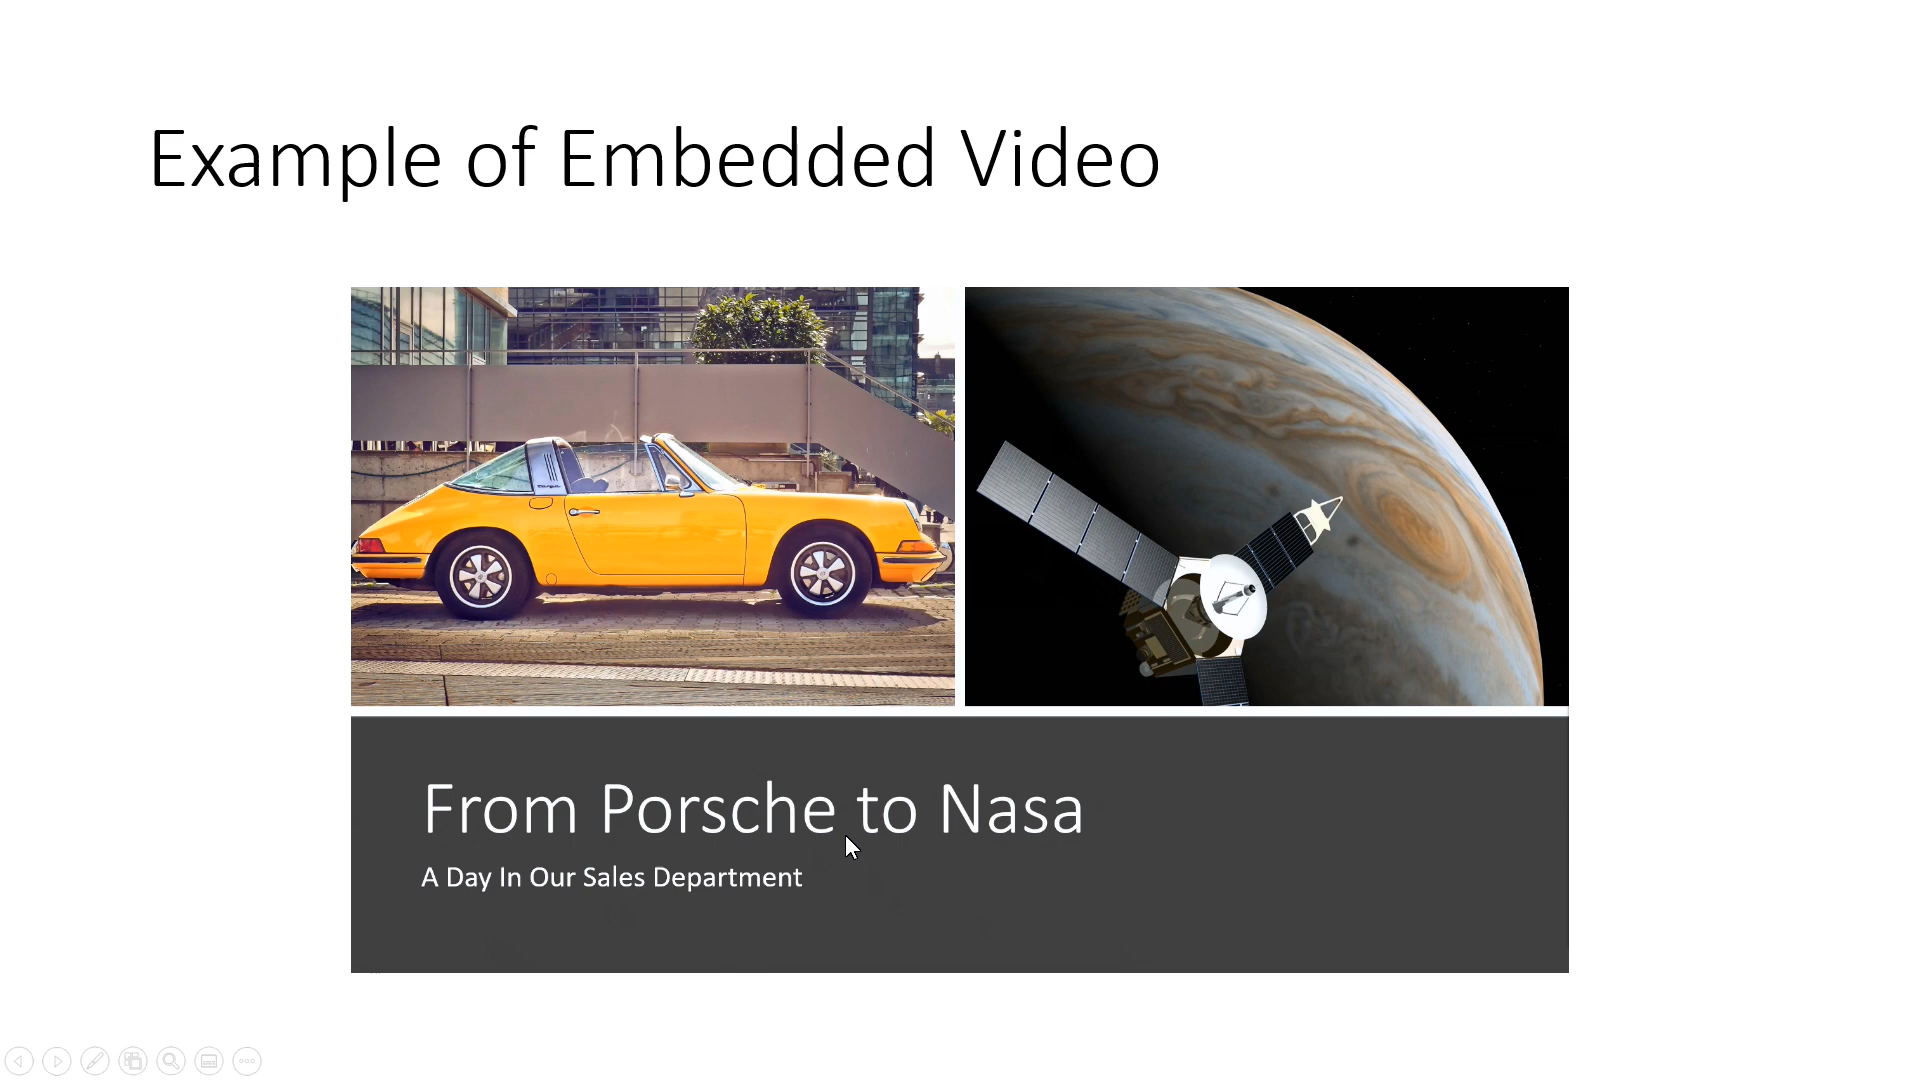 Example of Embedded Video
From Porsche to Nasa
A Day In Our Sales Department